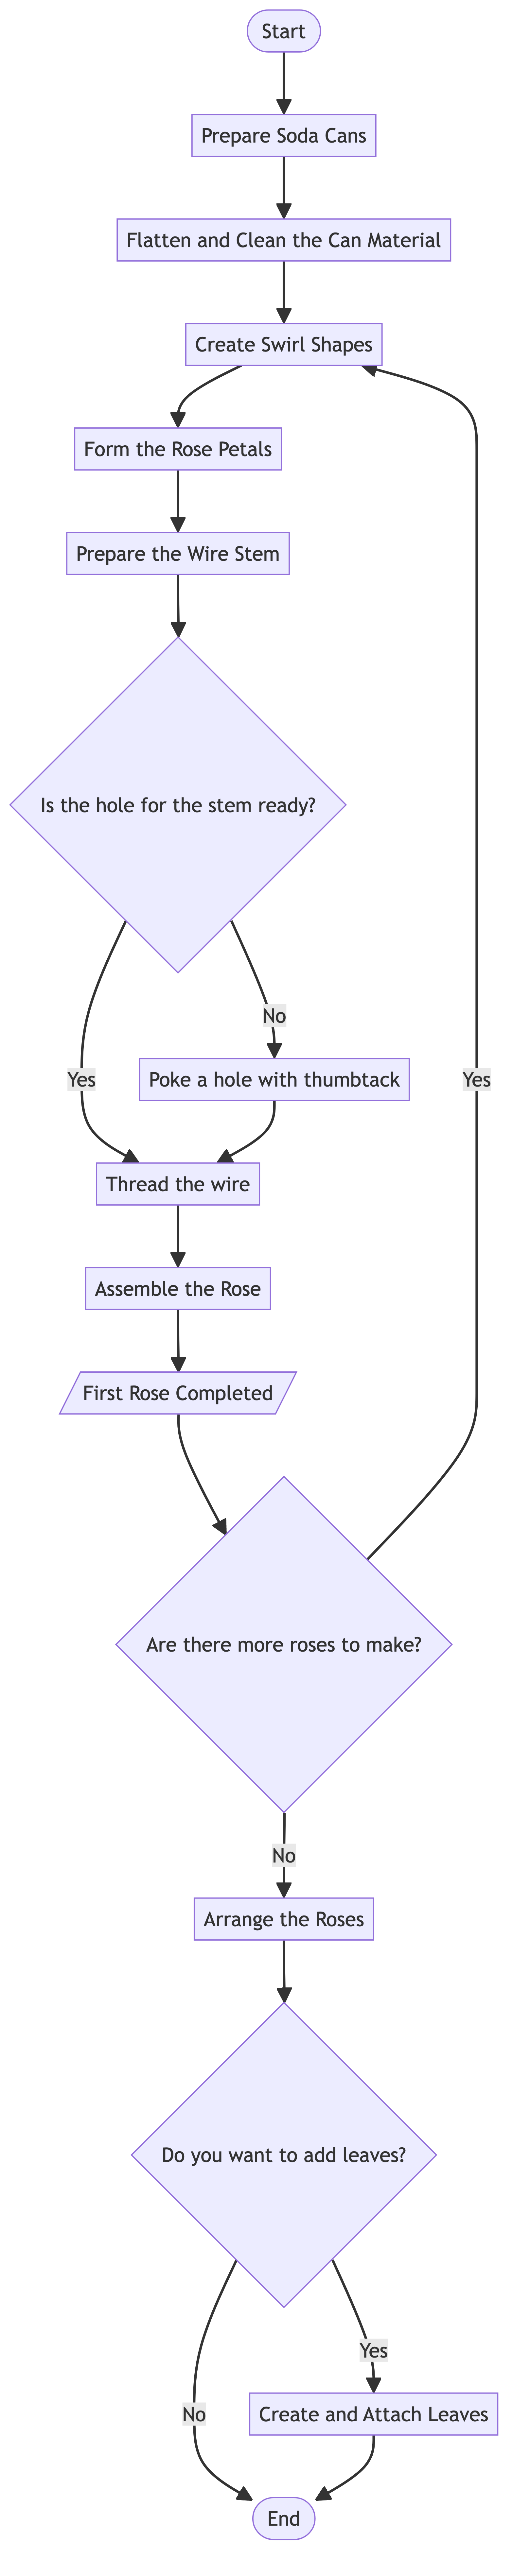 Start
Prepare Soda Cans
Flatten and Clean the Can Material
Create Swirl Shapes
Form the Rose Petals
Prepare the Wire Stem
Is the hole for the stem ready?
No
Poke a hole with thumbtack
Yes
Yes
Thread the wire
Assemble the Rose
First Rose Completed
Are there more roses to make?
No
Arrange the Roses
Do you want to add leaves?
Yes
No
Create and Attach Leaves
End